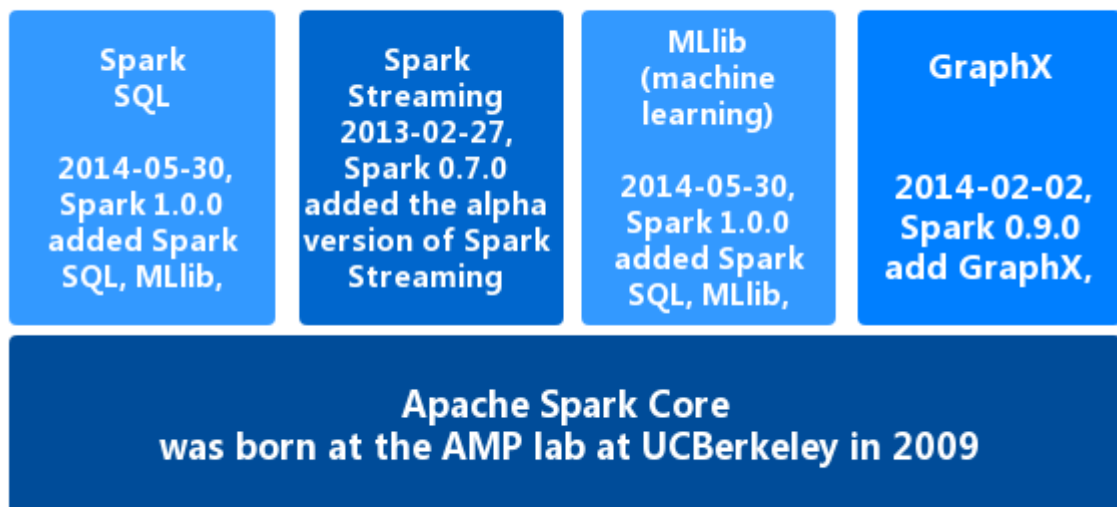 Spark
SQL
2014-05-30,
Spark 1.0.0
added Spark
SQL, MLlib,
Spark
Streaming
2013-02-27,
Spark 0.7.0
added the alpha
version of Spark
Streaming
MLlib
(machine
learning)
2014-05-30,
Spark 1.0.0
added Spark
SQL, MLlib,
GraphX
2014-02-02,
Spark 0.9.0
add GraphX,
Apache Spark Core
was born at the AMP lab at UCBerkeley in 2009